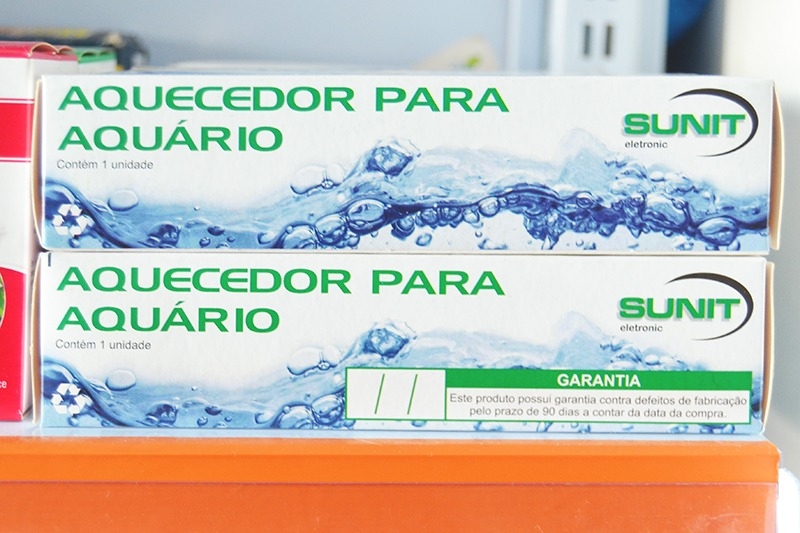 AQUECEDOR PARA
AQUÁRIO
Contém 1 unidade
SUNIT
eletronic
AQUECEDOR PARA
AQUÁRIO
Contém 1 unidade
SUNIT
eletronic
/ /
GARANTIA
Este produto possui garantia contra defeitos de fabricação
pelo prazo de 90 dias a contar da data da compra.